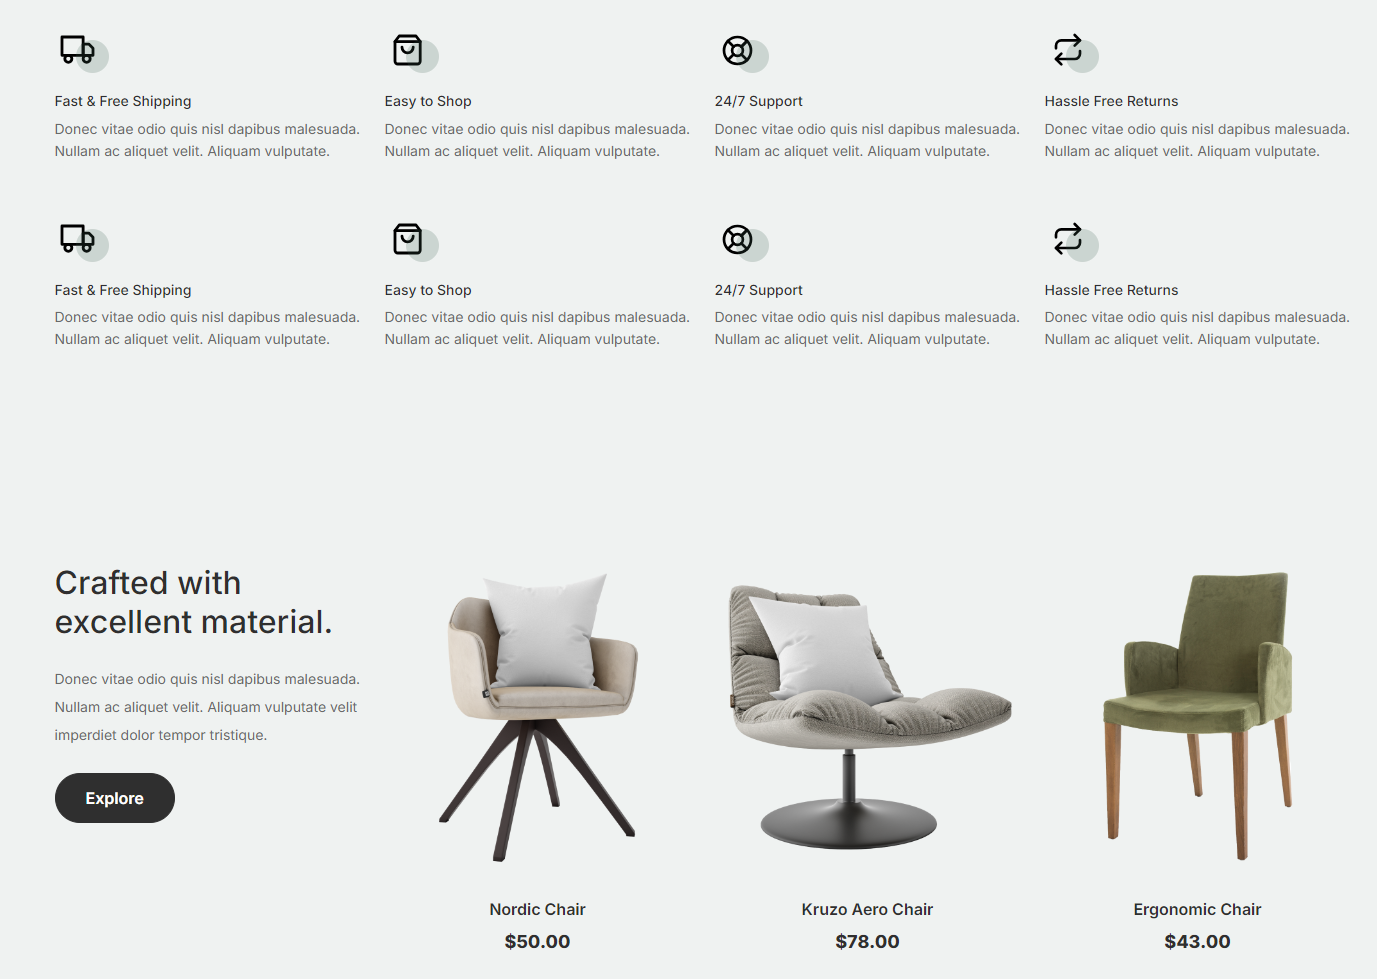 Fast & Free Shipping
Donec vitae odio quis nisl dapibus malesuada.
Nullam ac aliquet velit. Aliquam vulputate.
Easy to Shop
Donec vitae odio quis nisl dapibus malesuada.
Nullam ac aliquet velit. Aliquam vulputate.
24/7 Support
Donec vitae odio quis nisl dapibus malesuada.
Nullam ac aliquet velit. Aliquam vulputate.
Hassle Free Returns
Donec vitae odio quis nisl dapibus malesuada.
Nullam ac aliquet velit. Aliquam vulputate.
Fast & Free Shipping
Donec vitae odio quis nisl dapibus malesuada.
Nullam ac aliquet velit. Aliquam vulputate.
Easy to Shop
Donec vitae odio quis nisl dapibus malesuada.
Nullam ac aliquet velit. Aliquam vulputate.
24/7 Support
Donec vitae odio quis nisl dapibus malesuada.
Nullam ac aliquet velit. Aliquam vulputate.
Hassle Free Returns
Donec vitae odio quis nisl dapibus malesuada.
Nullam ac aliquet velit. Aliquam vulputate.
Crafted with
excellent material.
Donec vitae odio quis nisl dapibus malesuada.
Nullam ac aliquet velit. Aliquam vulputate velit
imperdiet dolor tempor tristique.
Explore
Nordic Chair
$50.00
Kruzo Aero Chair
$78.00
Ergonomic Chair
$43.00